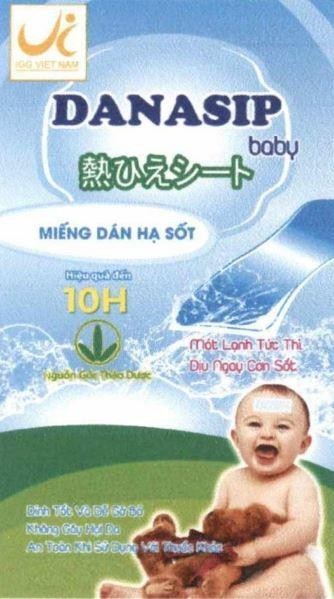 IGG VIET NAM
DANASIP
baby
熱ひえシート
MIẾNG DÁN HẠ SỐT
Hiệu quả đến
10H
Nguồn Gốc Thảo Dược
Mát Lạnh Tức Thì
Dịu Ngay Cơn Sốt
Dính Tốt Và Dễ Gỡ Bỏ
Không Gây Hại Da
An Toàn Khi Sử Dụng Với Thuốc Khác